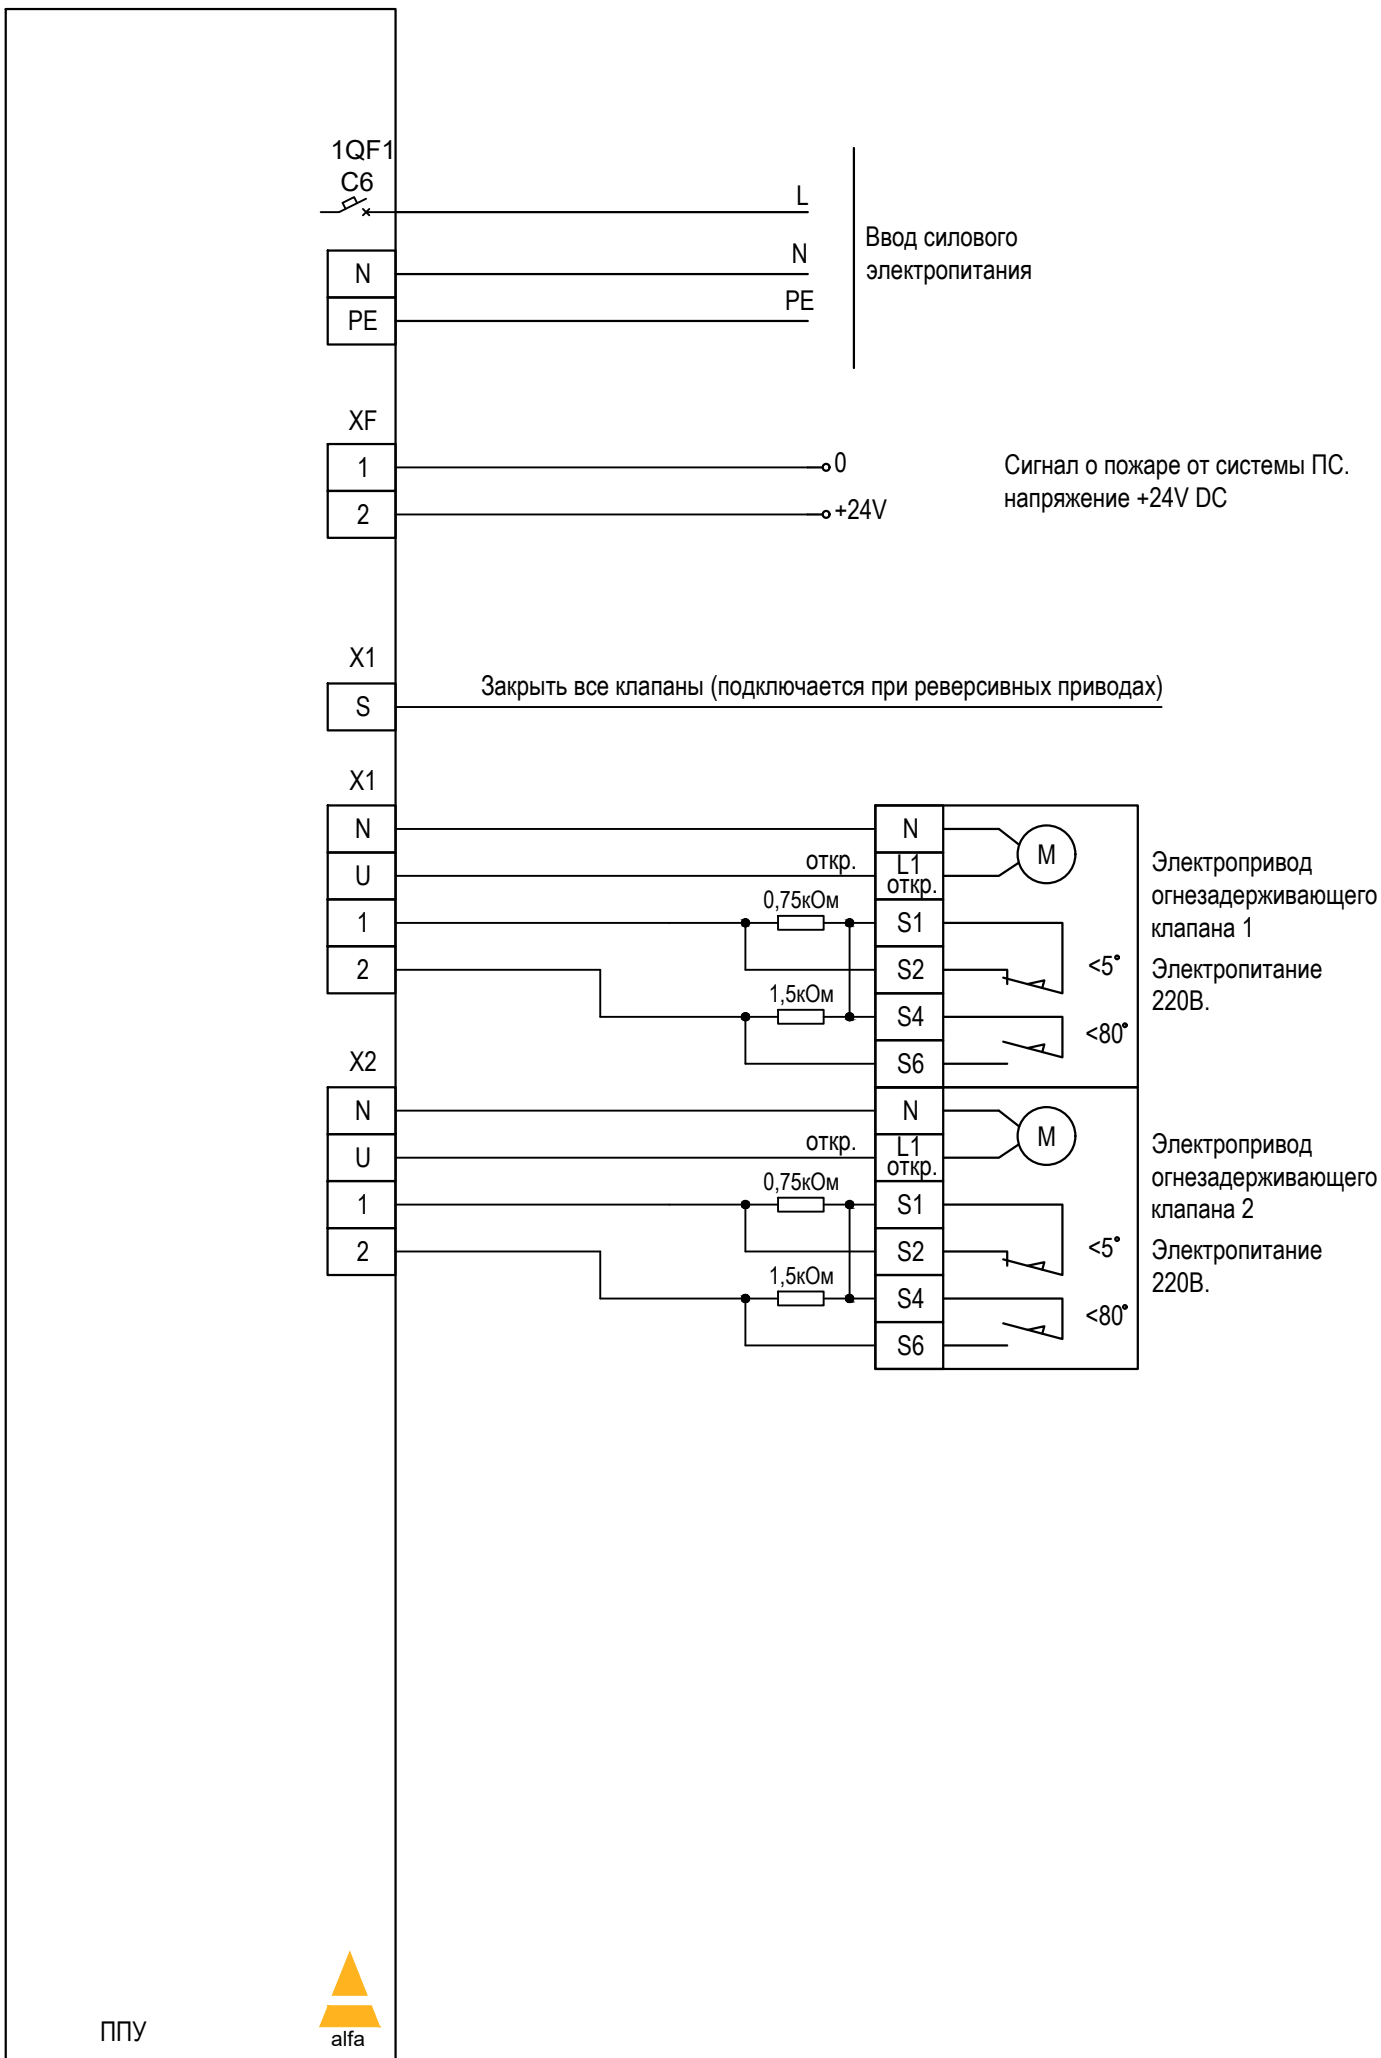 1QF1
C6
L
N
N
PE
PE
Ввод силового
электропитания
XF
1
0
2
+24V
Сигнал о пожаре от системы ПС.
напряжение +24V DC
X1
S
Закрыть все клапаны (подключается при реверсивных приводах)
X1
N
U
1
2
откр.
0,75кОм
1,5кОм
N
L1
откр.
S1
S2
S4
S6
M
<5°
<80°
Электропривод
огнезадерживающего
клапана 1
Электропитание
220В.
X2
N
U
1
2
откр.
0,75кОм
1,5кОм
N
L1
откр.
S1
S2
S4
S6
M
<5°
<80°
Электропривод
огнезадерживающего
клапана 2
Электропитание
220В.
ППУ
alfa